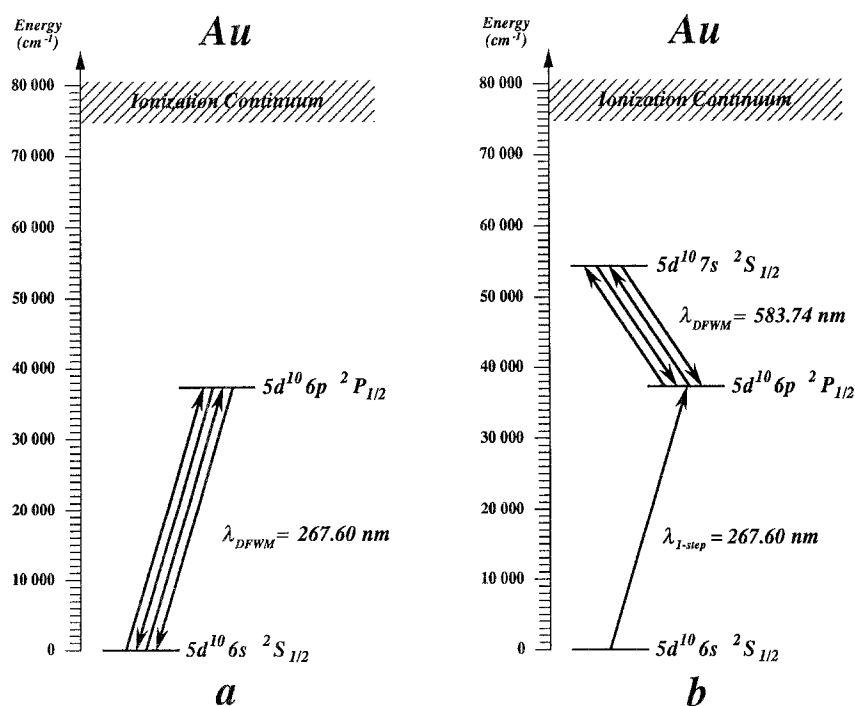 Energy
(cm⁻¹)
Au
80 000
Ionization Continuum
70 000
60 000
50 000
40 000
5d¹⁰ 6p ²P₁/₂
30 000
20 000
λ_DFWM = 267.60 nm
10 000
0
5d¹⁰ 6s ²S₁/₂
a
Energy
(cm⁻¹)
Au
80 000
Ionization Continuum
70 000
60 000
5d¹⁰ 7s ²S₁/₂
50 000
λ_DFWM = 583.74 nm
40 000
5d¹⁰ 6p ²P₁/₂
30 000
20 000
λ_1-step = 267.60 nm
10 000
0
5d¹⁰ 6s ²S₁/₂
b